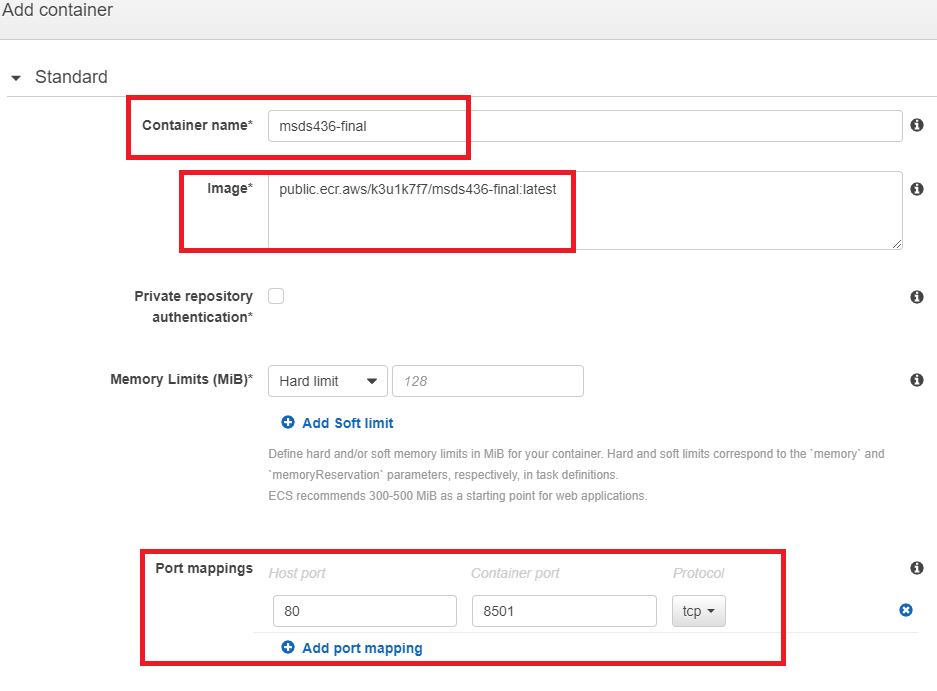 Add container
Standard
Container name*
msds436-final
Image*
public.ecr.aws/k3u1k7f7/msds436-final:latest
Private repository
authentication*
Memory Limits (MiB)*
Hard limit
128
Add Soft limit
Define hard and/or soft memory limits in MiB for your container. Hard and soft limits correspond to the `memory` and
`memoryReservation` parameters, respectively, in task definitions.
ECS recommends 300-500 MiB as a starting point for web applications.
Port mappings
Host port
Container port
Protocol
80
8501
tcp
Add port mapping